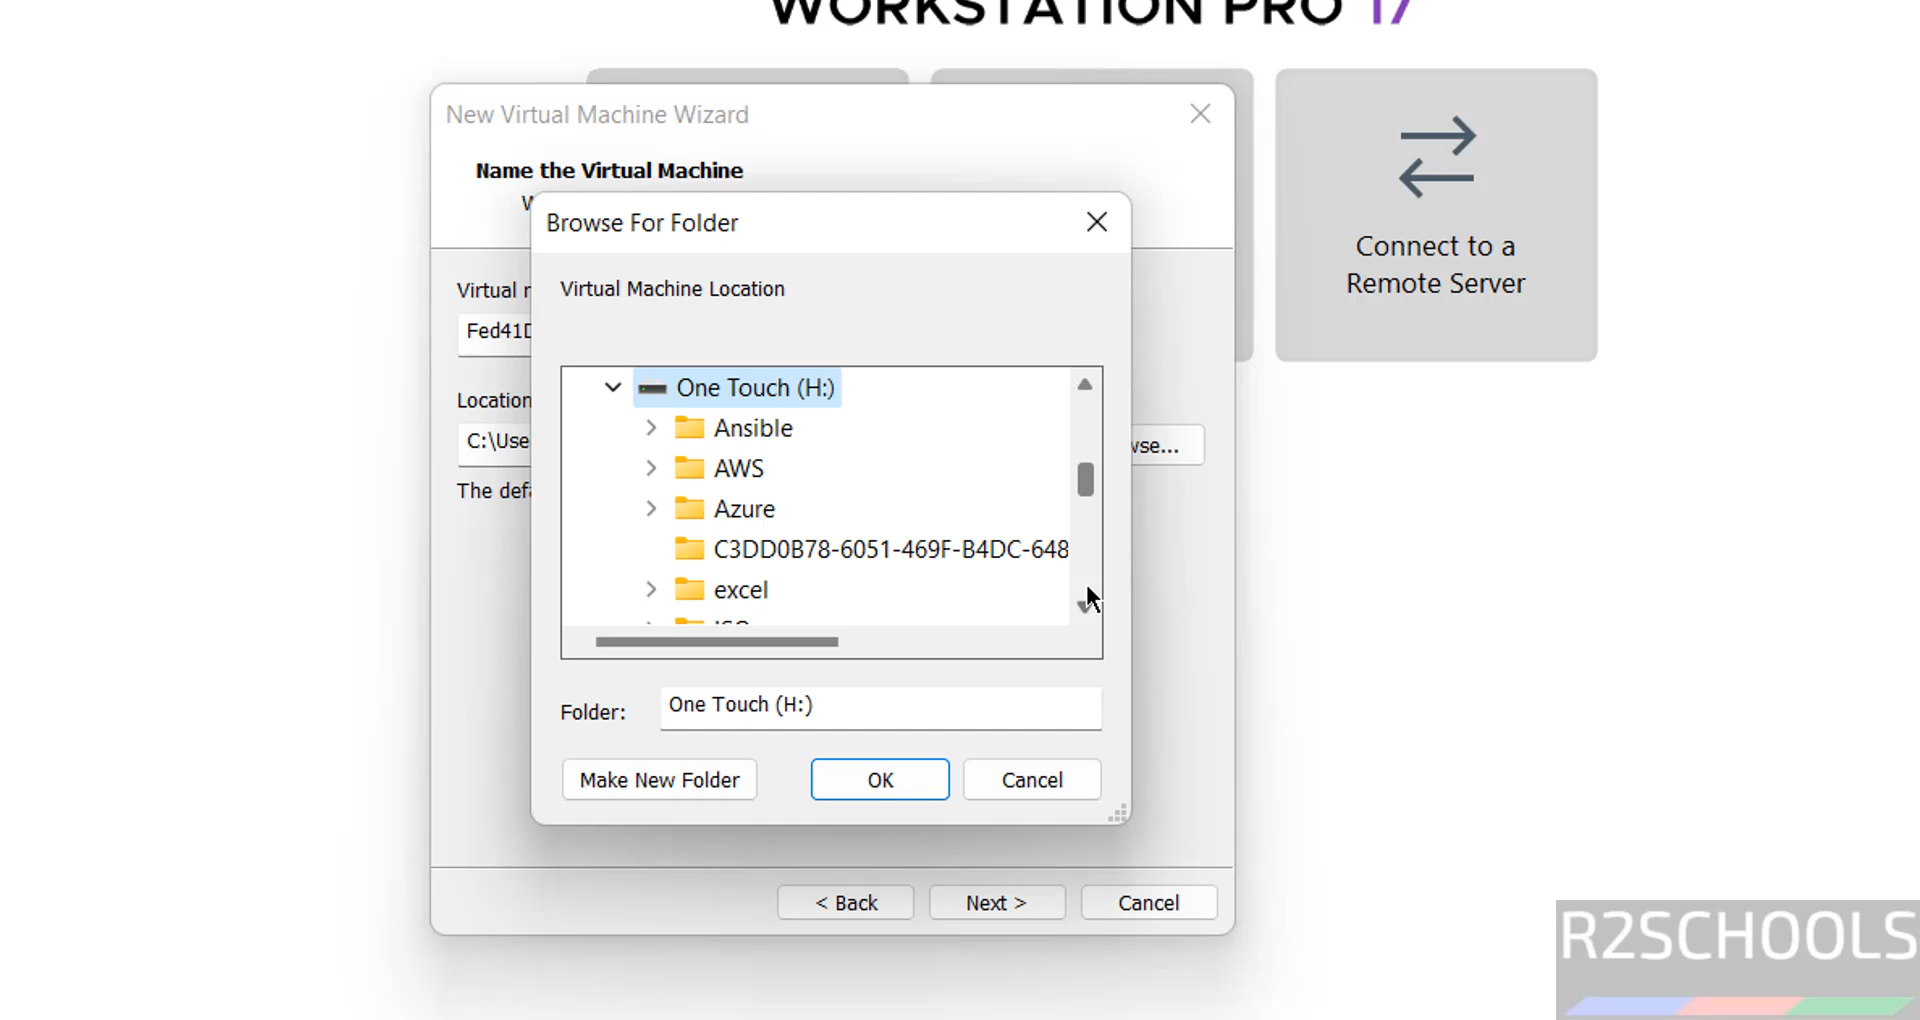 WORKSTATION PRO 17
New Virtual Machine Wizard
Name the Virtual Machine
Browse For Folder
Virtual Machine Location
Connect to a
Remote Server
Virtual
Fed41D
Location
C:\Use
The def
One Touch (H:)
Ansible
AWS
Azure
C3DD0B78-6051-469F-B4DC-648
excel
ISO
wse...
Folder:
One Touch (H:)
Make New Folder
OK
Cancel
< Back
Next >
Cancel
R2SCHOOLS